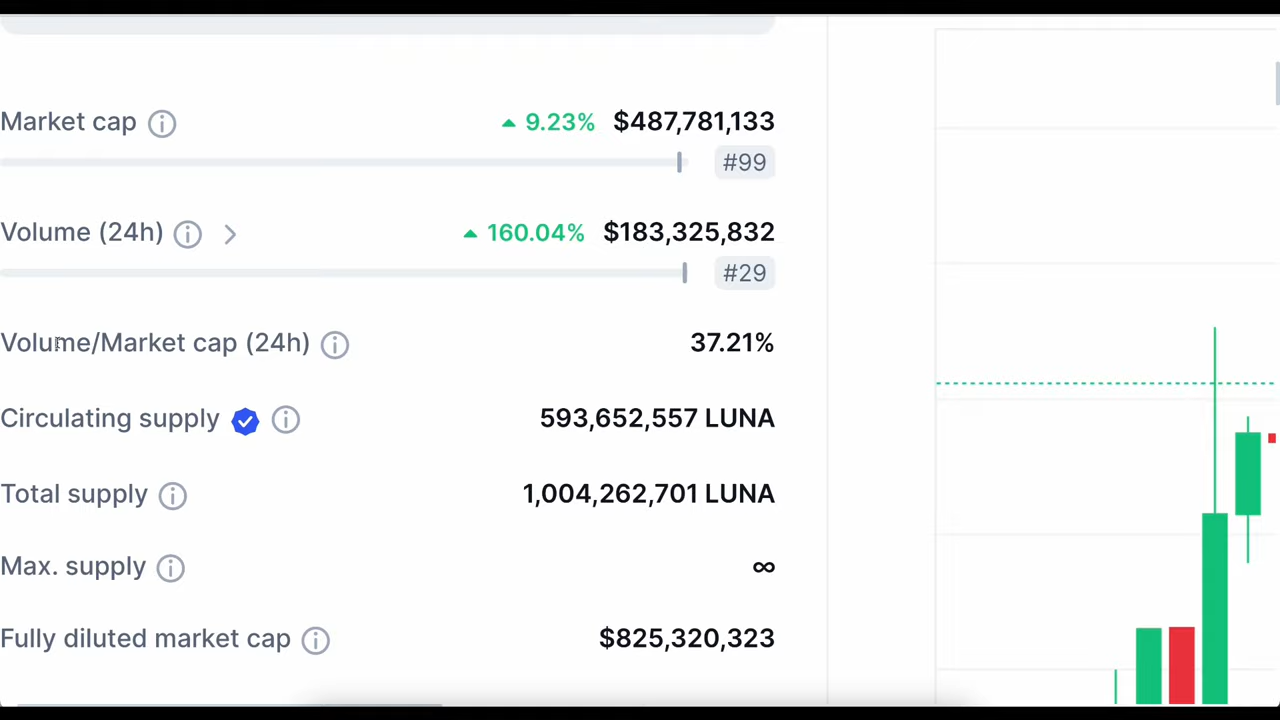 Market cap 9.23% $487,781,133
#99
Volume (24h) 160.04% $183,325,832
#29
Volume/Market cap (24h) 37.21%
Circulating supply 593,652,557 LUNA
Total supply 1,004,262,701 LUNA
Max. supply ∞
Fully diluted market cap $825,320,323